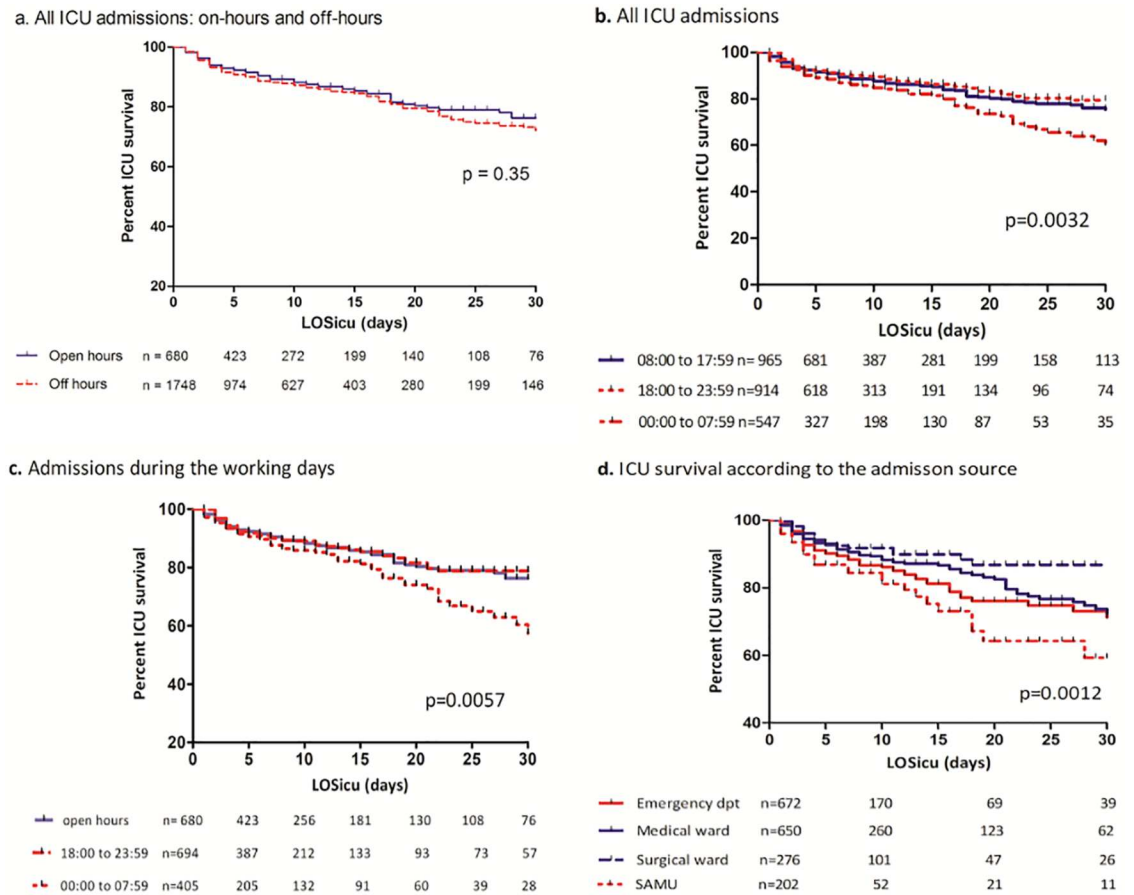 a. All ICU admissions: on-hours and off-hours
100
80
60
40
20
Percent ICU survival
p = 0.35
0 5 10 15 20 25 30
LOSicu (days)
Open hours n = 680 423 272 199 140 108 76
Off hours n = 1748 974 627 403 280 199 146
b. All ICU admissions
100
80
60
40
20
0
Percent ICU survival
p=0.0032
0 5 10 15 20 25 30
LOSicu (days)
08:00 to 17:59 n= 965 681 387 281 199 158 113
18:00 to 23:59 n=914 618 313 191 134 96 74
00:00 to 07:59 n=547 327 198 130 87 53 35
c. Admissions during the working days
100
80
60
40
20
Percent ICU survival
p=0.0057
0 5 10 15 20 25 30
LOSicu (days)
open hours n= 680 423 256 181 130 108 76
18:00 to 23:59 n=694 387 212 133 93 73 57
00:00 to 07:59 n=405 205 132 91 60 39 28
d. ICU survival according to the admisson source
100
80
60
40
Percent ICU survival
p=0.0012
0 5 10 15 20 25 30
LOSicu (days)
Emergency dpt n=672 170 69 39
Medical ward n=650 260 123 62
Surgical ward n=276 101 47 26
SAMU n=202 52 21 11